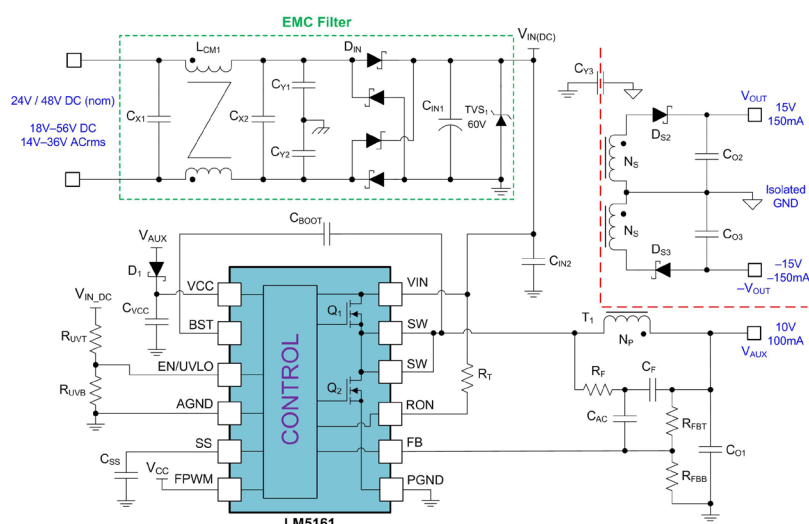 EMC Filter
LCM1
DIN
VIN(DC)
24V / 48V DC (nom)
18V–56V DC
14V–36V ACrms
CX1
CX2
CY1
CY2
CIN1
TVS1
60V
CY3
VOUT
15V
150mA
DS2
NS
CO2
Isolated
GND
NS
CO3
DS3
–15V
–150mA
–VOUT
CBOOT
CIN2
VAUX
D1
CVCC
VIN_DC
RUVT
RUVB
CSS
VCC
VCC
BST
EN/UVLO
AGND
SS
FPWM
CONTROL
Q1
Q2
VIN
SW
SW
RON
FB
PGND
RT
T1
NP
10V
100mA
VAUX
RF
CF
CAC
RFBT
RFBB
CO1
LM5161